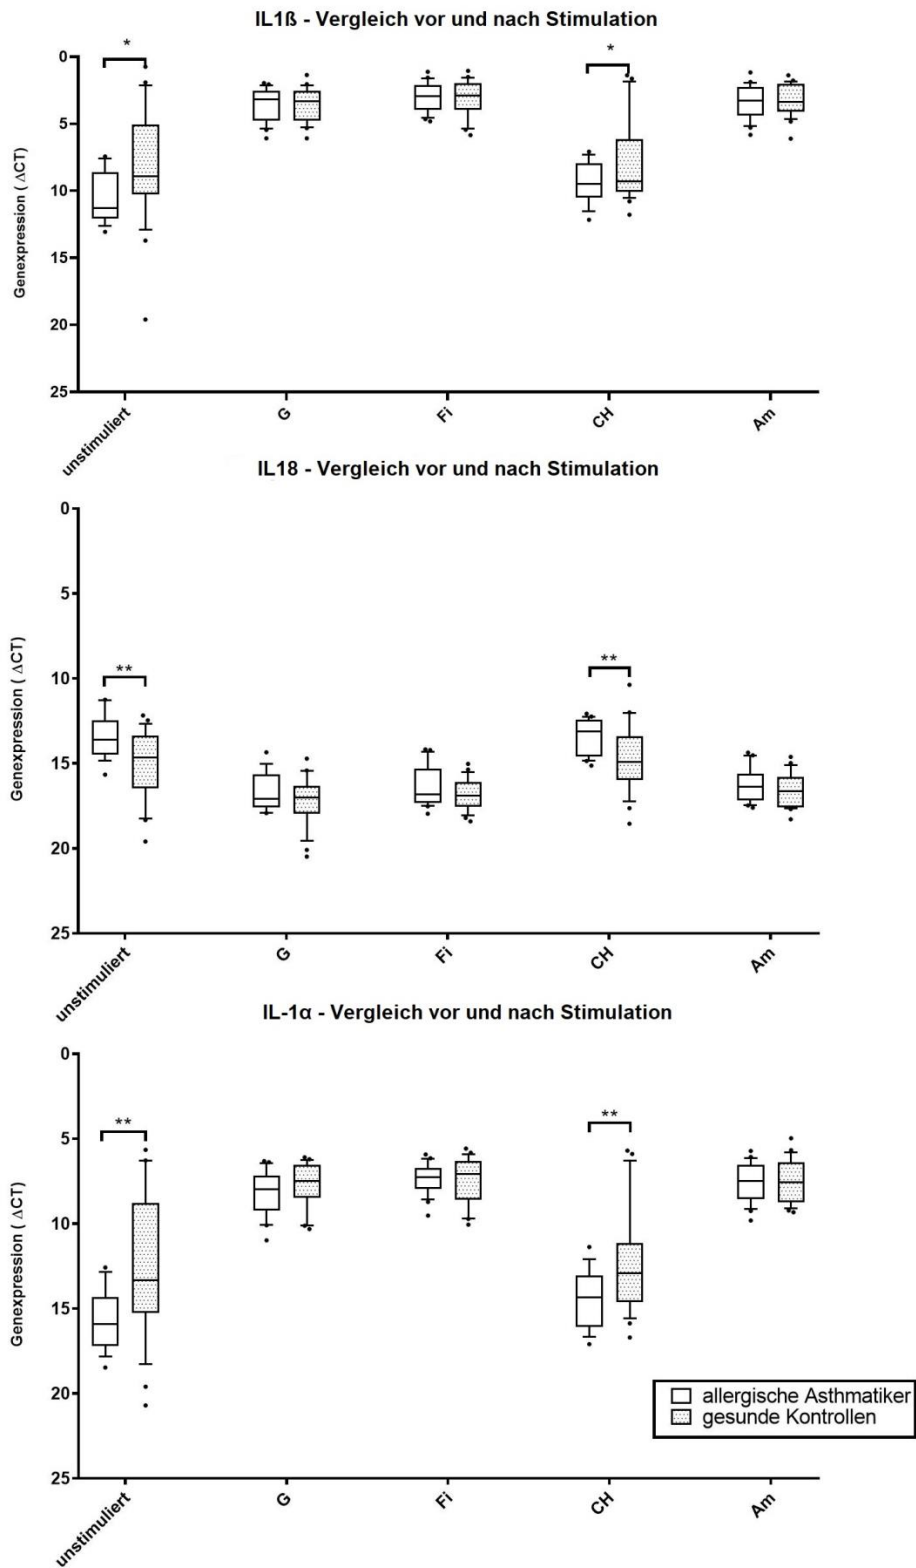 IL1ß - Vergleich vor und nach Stimulation
*
*
0
5
10
15
20
25
Genexpression ( ΔCT)
unstimuliert
G
Fi
CH
Am
IL18 - Vergleich vor und nach Stimulation
**
**
0
5
10
15
20
25
Genexpression ( ΔCT)
unstimuliert
G
Fi
CH
Am
IL-1α - Vergleich vor und nach Stimulation
**
**
0
5
10
15
20
25
Genexpression ( ΔCT)
allergische Asthmatiker
gesunde Kontrollen
unstimuliert
G
Fi
CH
Am